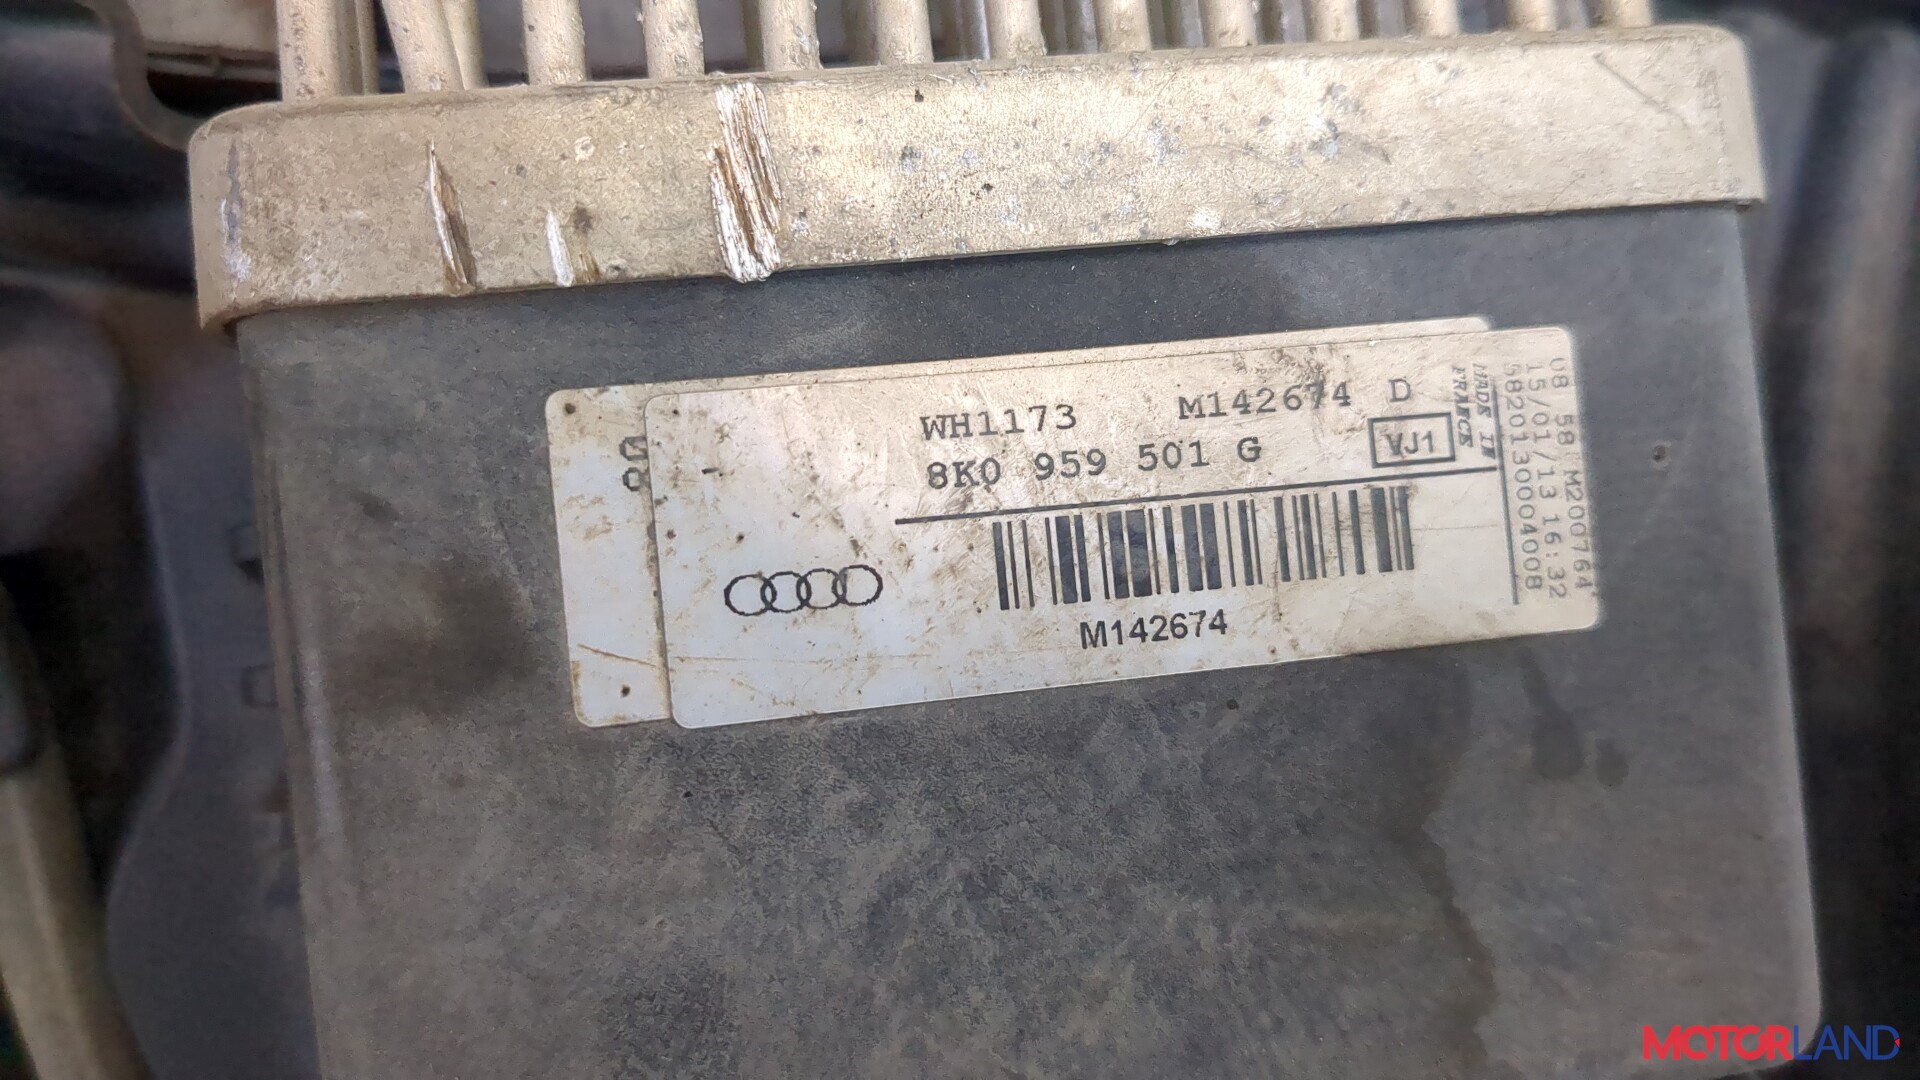 WH1173 M142674 D
8K0 959 501 G
VJ1
MADE IN
FRANCE
M142674
08 58 M200764
15/01/13 16:32
5820130004008
MOTORLAND